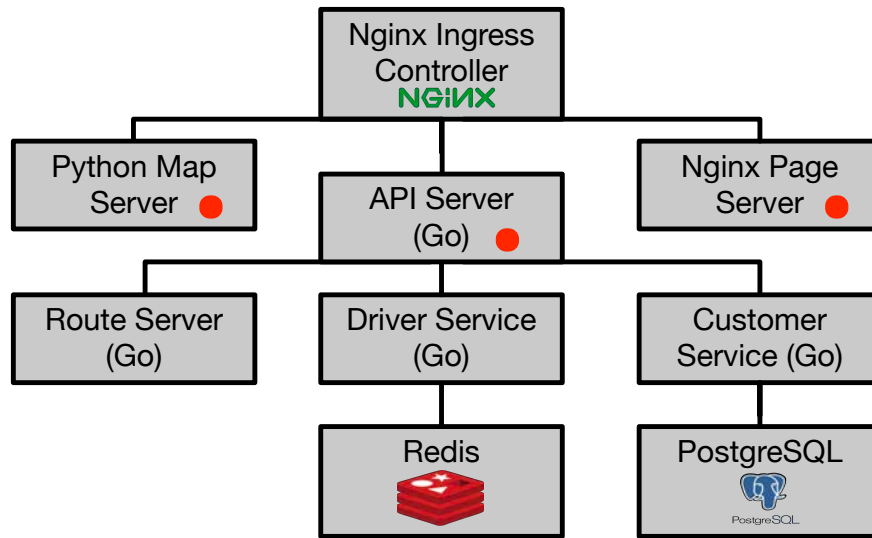 Nginx Ingress
Controller
NGINX
Python Map
Server
API Server
(Go)
Nginx Page
Server
Route Server
(Go)
Driver Service
(Go)
Customer
Service (Go)
Redis
PostgreSQL
PostgreSQL